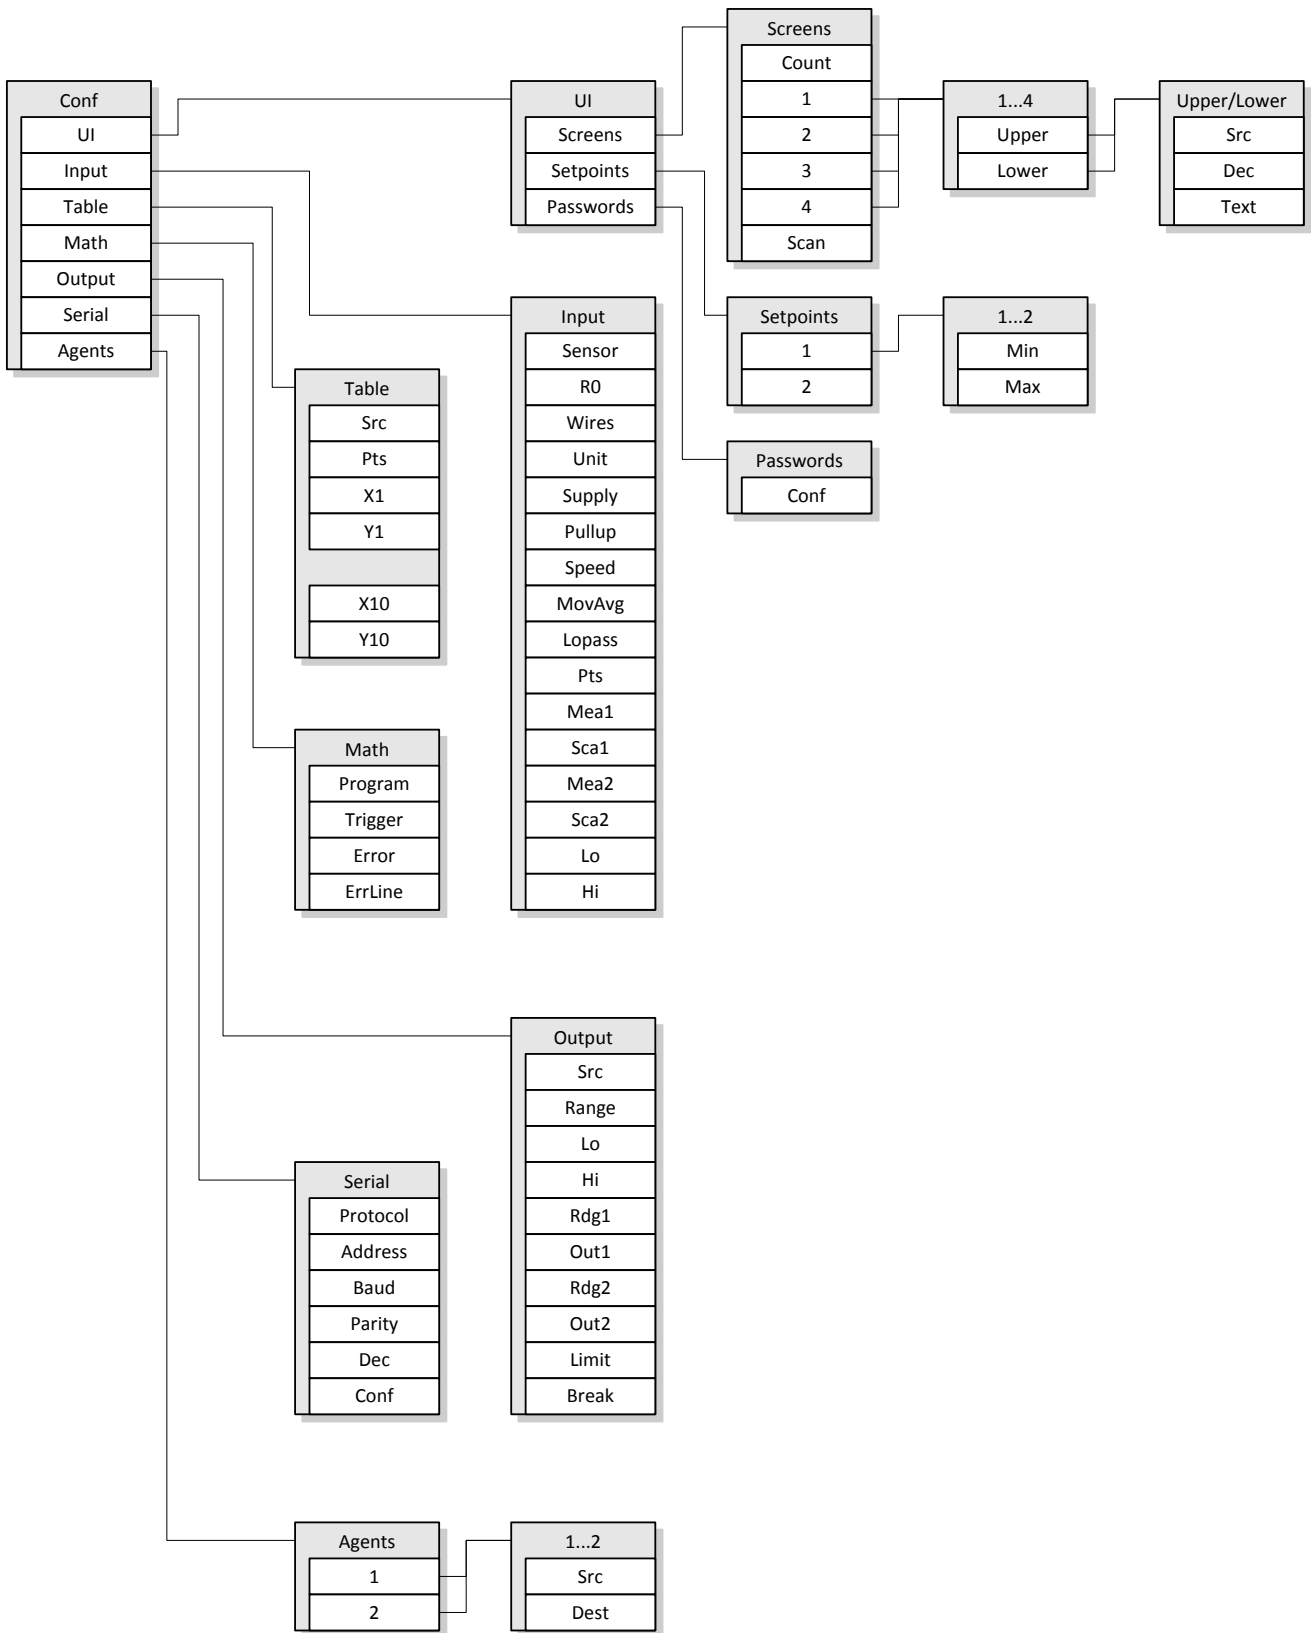 Conf
UI
Input
Table
Math
Output
Serial
Agents
UI
Screens
Setpoints
Passwords
Screens
Count
1
2
3
4
Scan
1...4
Upper
Lower
Upper/Lower
Src
Dec
Text
Setpoints
1
2
1...2
Min
Max
Passwords
Conf
Input
Sensor
R0
Wires
Unit
Supply
Pullup
Speed
MovAvg
Lopass
Pts
Mea1
Sca1
Mea2
Sca2
Lo
Hi
Table
Src
Pts
X1
Y1
X10
Y10
Math
Program
Trigger
Error
ErrLine
Output
Src
Range
Lo
Hi
Rdg1
Out1
Rdg2
Out2
Limit
Break
Serial
Protocol
Address
Baud
Parity
Dec
Conf
Agents
1
2
1...2
Src
Dest